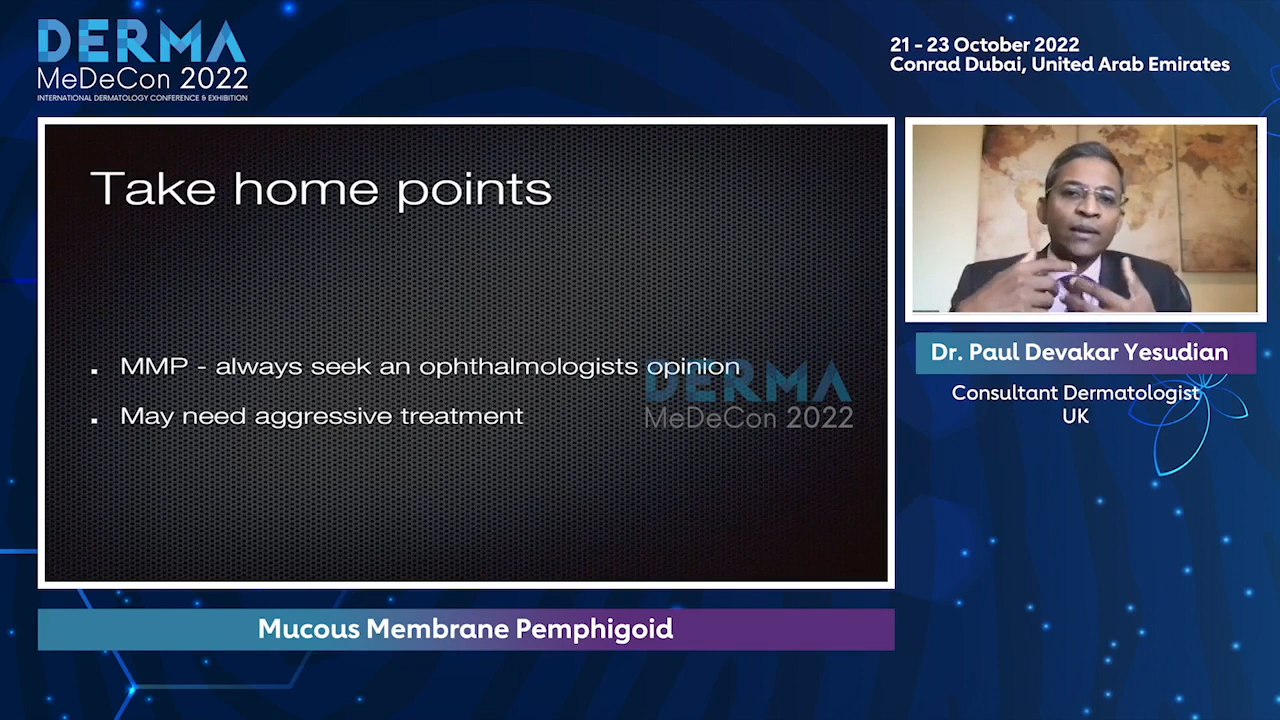 DERMA
MeDeCon 2022
INTERNATIONAL DERMATOLOGY CONFERENCE & EXHIBITION
21 - 23 October 2022
Conrad Dubai, United Arab Emirates
Take home points
MMP - always seek an ophthalmologists opinion
May need aggressive treatment
DERMA
MeDeCon 2022
Dr. Paul Devakar Yesudian
Consultant Dermatologist
UK
Mucous Membrane Pemphigoid